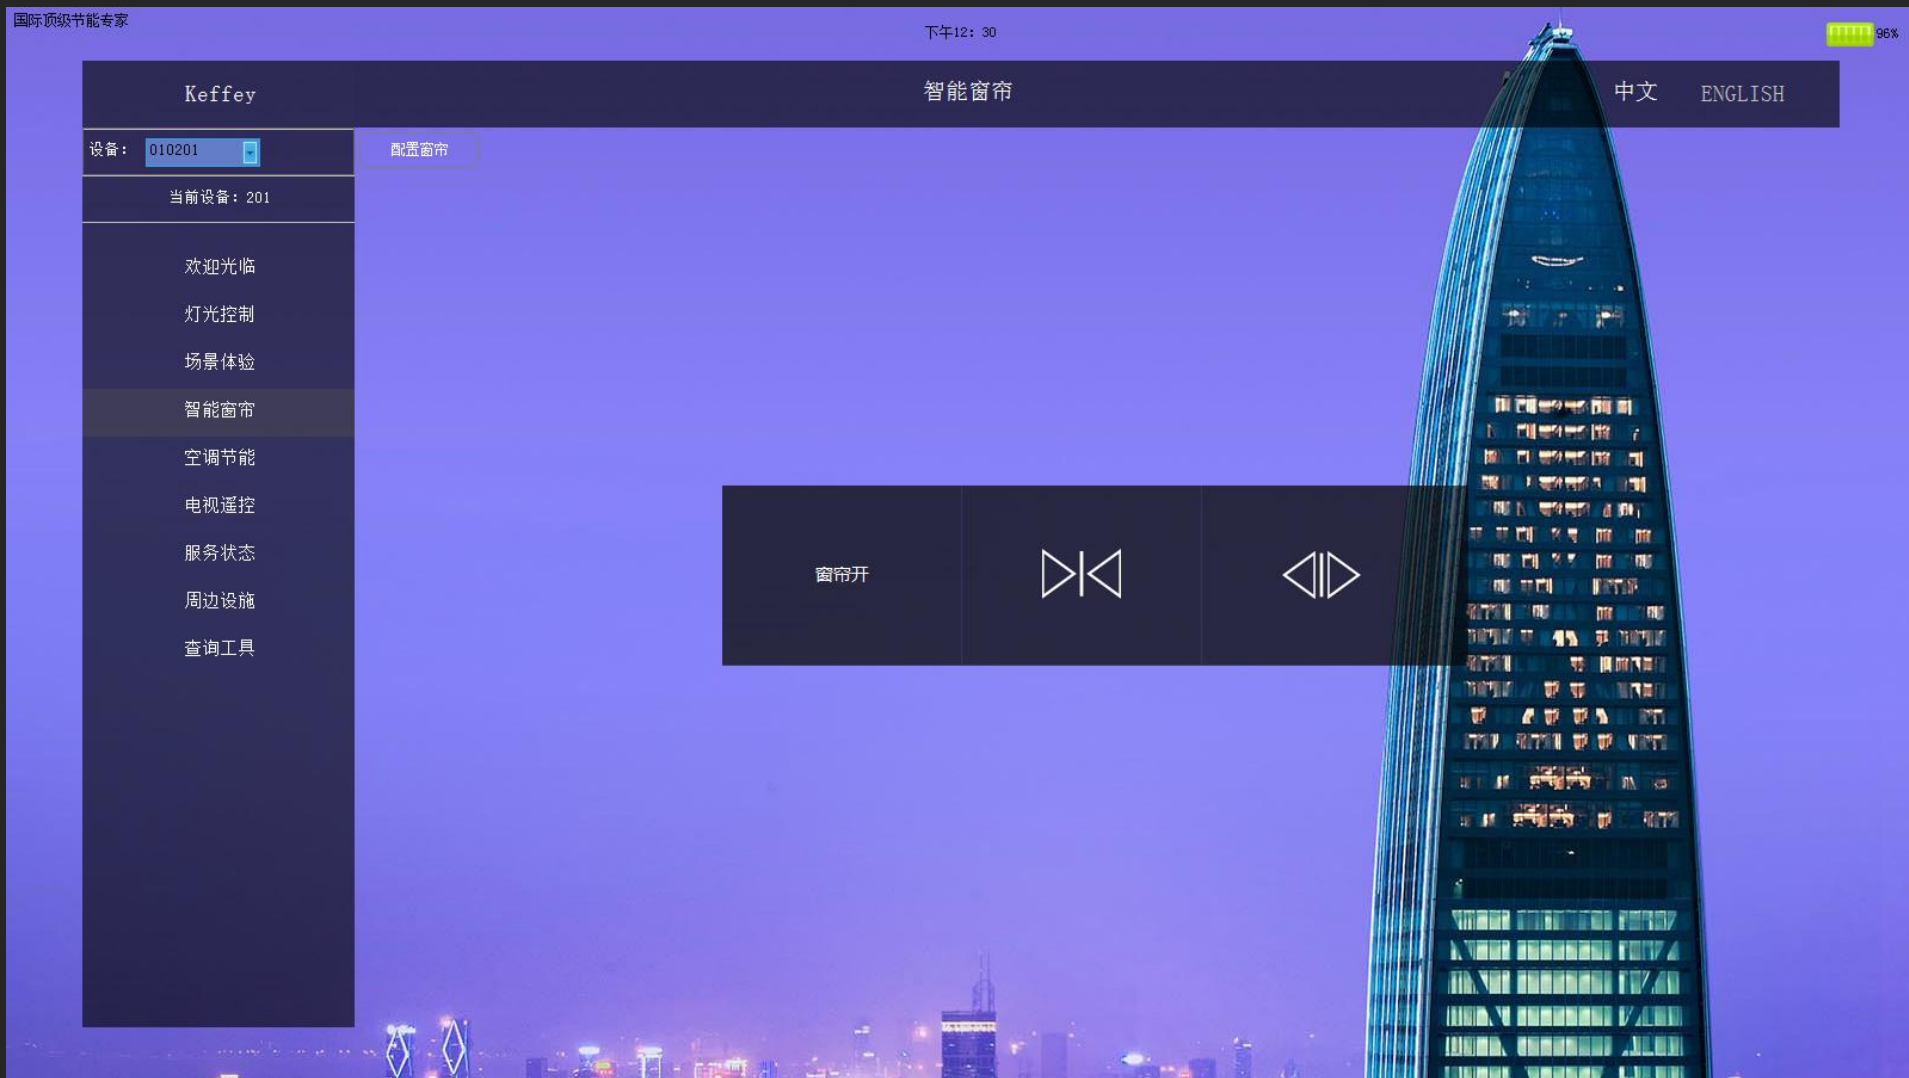 国际顶级节能专家
下午12：30
96%
Keffey
智能窗帘
中文 ENGLISH
设备： 010201
配置窗帘
当前设备：201
欢迎光临
灯光控制
场景体验
智能窗帘
空调节能
电视遥控
服务状态
周边设施
查询工具
窗帘开